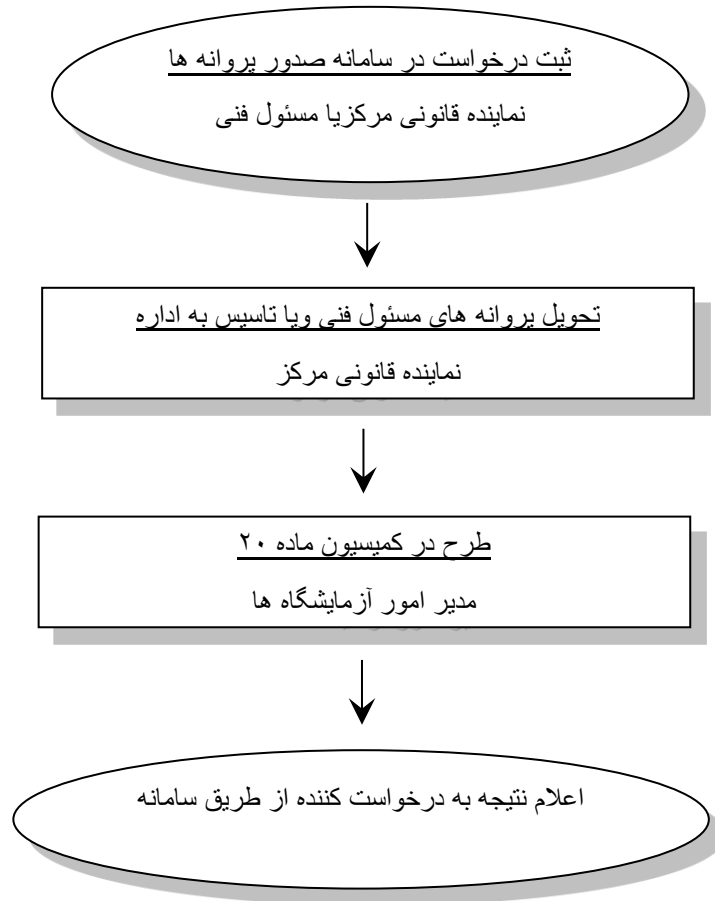 ثبت درخواست در سامانه صدور پروانه ها
نماینده قانونی مرکزیا مسئول فنی
تحویل پروانه های مسئول فنی ویا تاسیس به اداره
نماینده قانونی مرکز
طرح در کمیسیون ماده ۲۰
مدیر امور آزمایشگاه ها
اعلام نتیجه به درخواست کننده از طریق سامانه